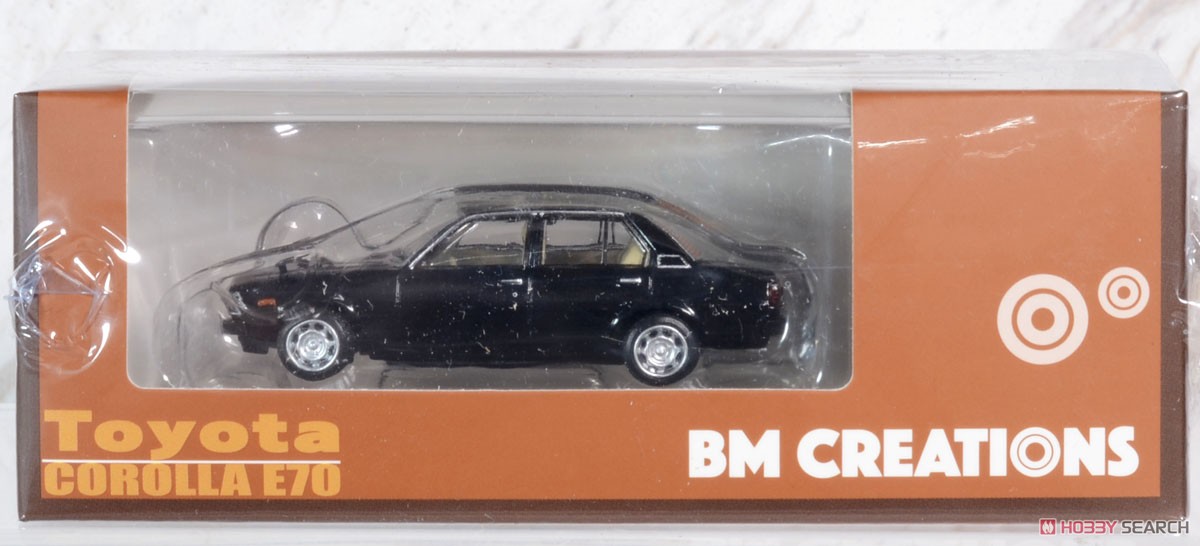 Toyota
COROLLA E70
BM CREATIONS
HOBBY SEARCH